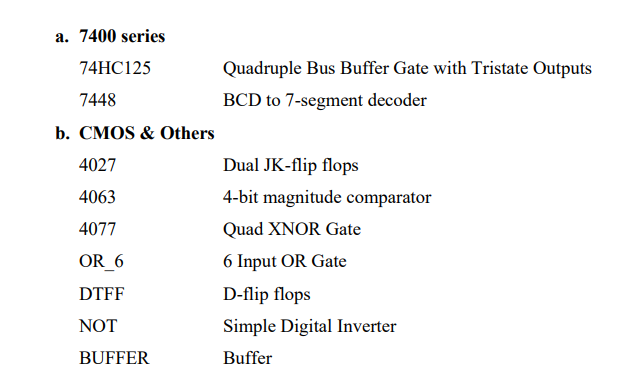 a. 7400 series
74HC125 Quadruple Bus Buffer Gate with Tristate Outputs
7448 BCD to 7-segment decoder
b. CMOS & Others
4027 Dual JK-flip flops
4063 4-bit magnitude comparator
4077 Quad XNOR Gate
OR_6 6 Input OR Gate
DTFF D-flip flops
NOT Simple Digital Inverter
BUFFER Buffer